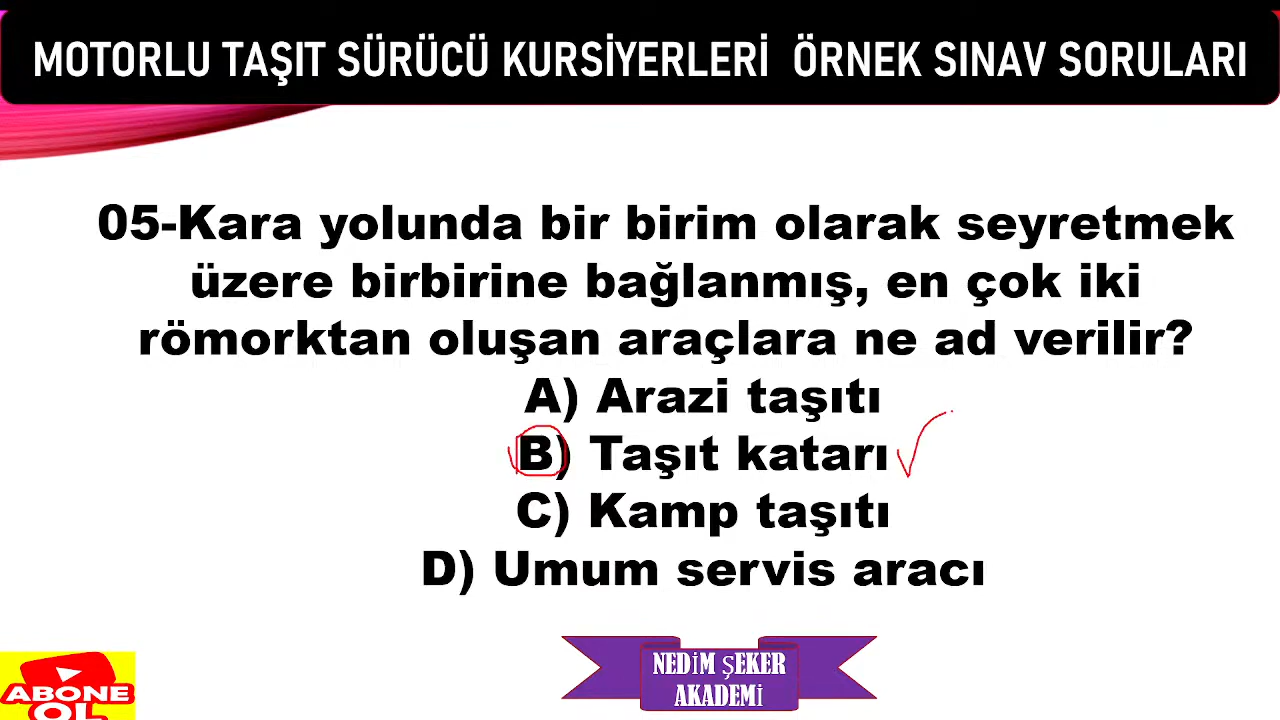 MOTORLU TAŞIT SÜRÜCÜ KURSİYERLERİ ÖRNEK SINAV SORULARI
05-Kara yolunda bir birim olarak seyretmek
üzere birbirine bağlanmış, en çok iki
römorktan oluşan araçlara ne ad verilir?
A) Arazi taşıtı
B) Taşıt katarı
C) Kamp taşıtı
D) Umum servis aracı
NEDİM ŞEKER
AKADEMİ
ABONE
OL